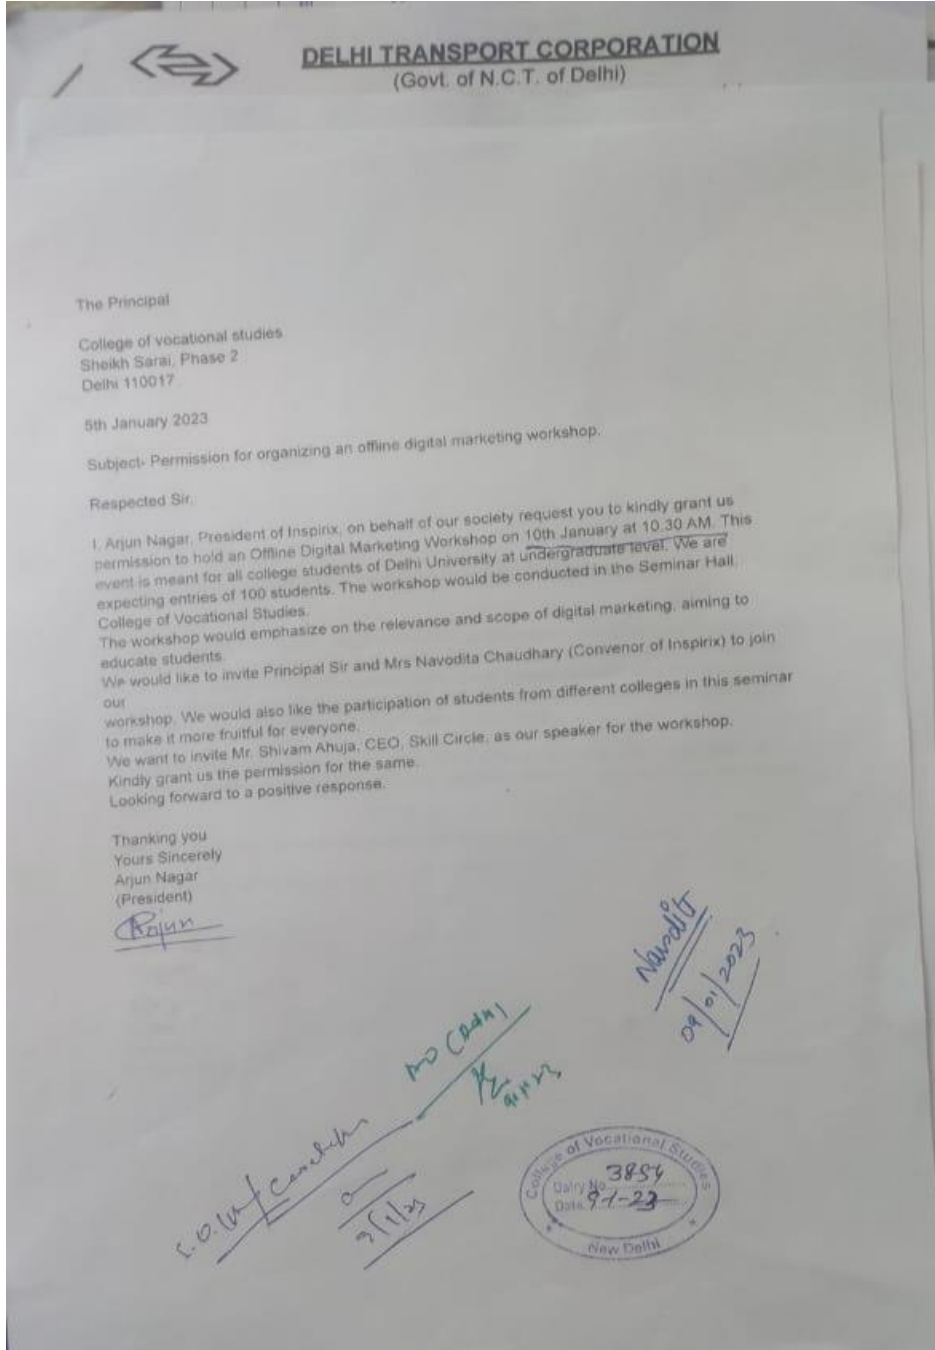 DELHI TRANSPORT CORPORATION
(Govt. of N.C.T. of Delhi)
The Principal
College of vocational studies
Sheikh Sarai, Phase 2
Delhi 110017
5th January 2023
Subject- Permission for organizing an offline digital marketing workshop.
Respected Sir,
I, Arjun Nagar, President of Inspirix, on behalf of our society request you to kindly grant us
permission to hold an Offline Digital Marketing Workshop on 10th January at 10.30 AM. This
event is meant for all college students of Delhi University at undergraduate level. We are
expecting entries of 100 students. The workshop would be conducted in the Seminar Hall,
College of Vocational Studies.
The workshop would emphasize on the relevance and scope of digital marketing, aiming to
educate students.
We would like to invite Principal Sir and Mrs Navodita Chaudhary (Convenor of Inspirix) to join
our
workshop. We would also like the participation of students from different colleges in this seminar
to make it more fruitful for everyone.
We want to invite Mr. Shivam Ahuja, CEO, Skill Circle, as our speaker for the workshop.
Kindly grant us the permission for the same.
Looking forward to a positive response.
Thanking you
Yours Sincerely
Arjun Nagar
(President)
Arjun
09/01/2023
9/1/23
College of Vocational Studies
Dairy No. 3854
Date 9-1-23
New Delhi